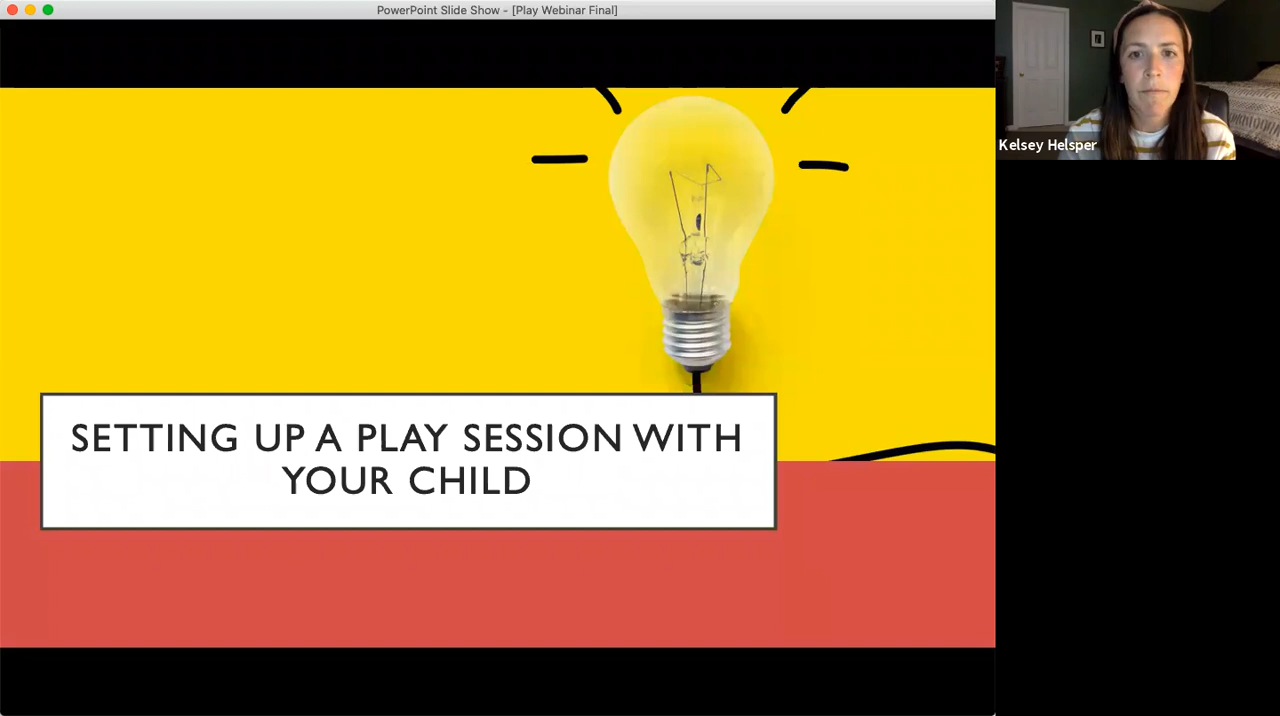 PowerPoint Slide Show - [Play Webinar Final]
Kelsey Helsper
SETTING UP A PLAY SESSION WITH
YOUR CHILD